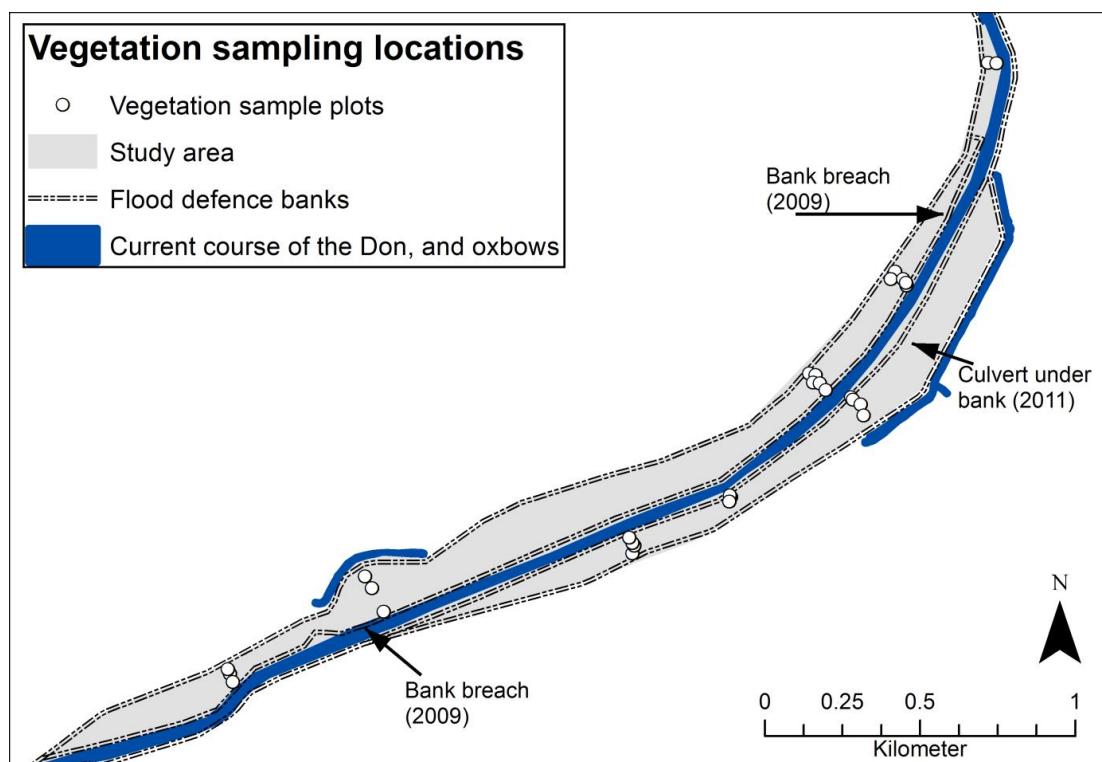 Vegetation sampling locations
Vegetation sample plots
Study area
Flood defence banks
Current course of the Don, and oxbows
Bank breach
(2009)
Culvert under
bank (2011)
Bank breach
(2009)
N
0 0.25 0.5 1
Kilometer